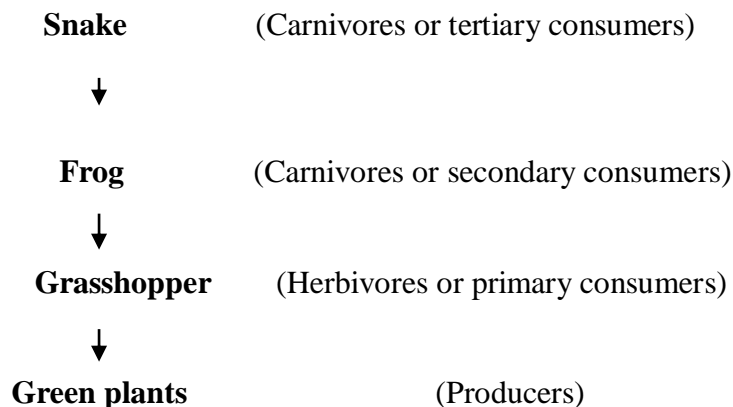 Snake (Carnivores or tertiary consumers)
Frog (Carnivores or secondary consumers)
Grasshopper (Herbivores or primary consumers)
Green plants (Producers)